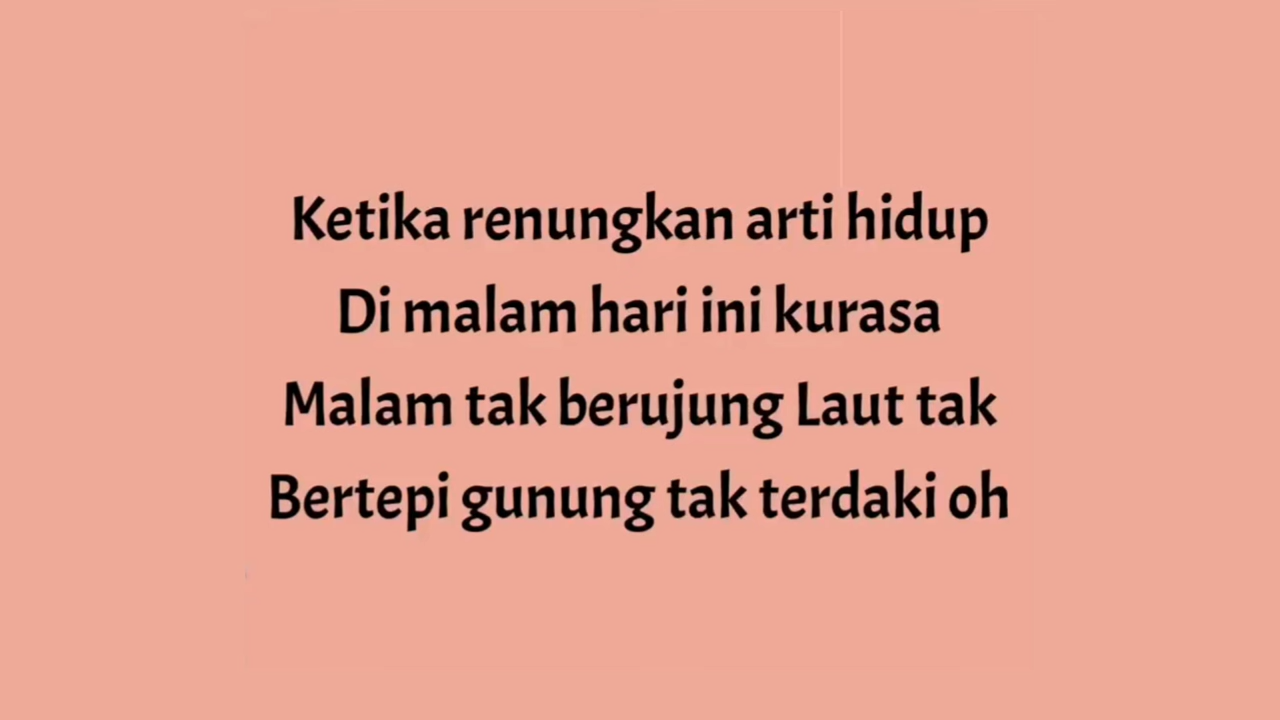 Ketika renungkan arti hidup
Di malam hari ini kurasa
Malam tak berujung Laut tak
Bertepi gunung tak terdaki oh